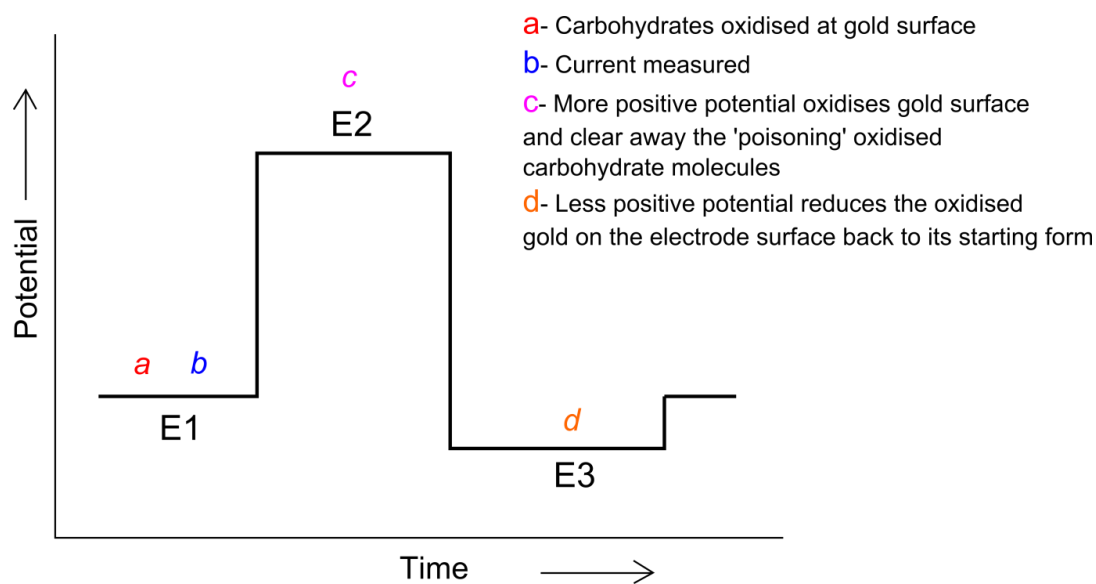 a- Carbohydrates oxidised at gold surface
b- Current measured
c- More positive potential oxidises gold surface
and clear away the 'poisoning' oxidised
carbohydrate molecules
d- Less positive potential reduces the oxidised
gold on the electrode surface back to its starting form
c
E2
Potential
a b
E1
d
E3
Time